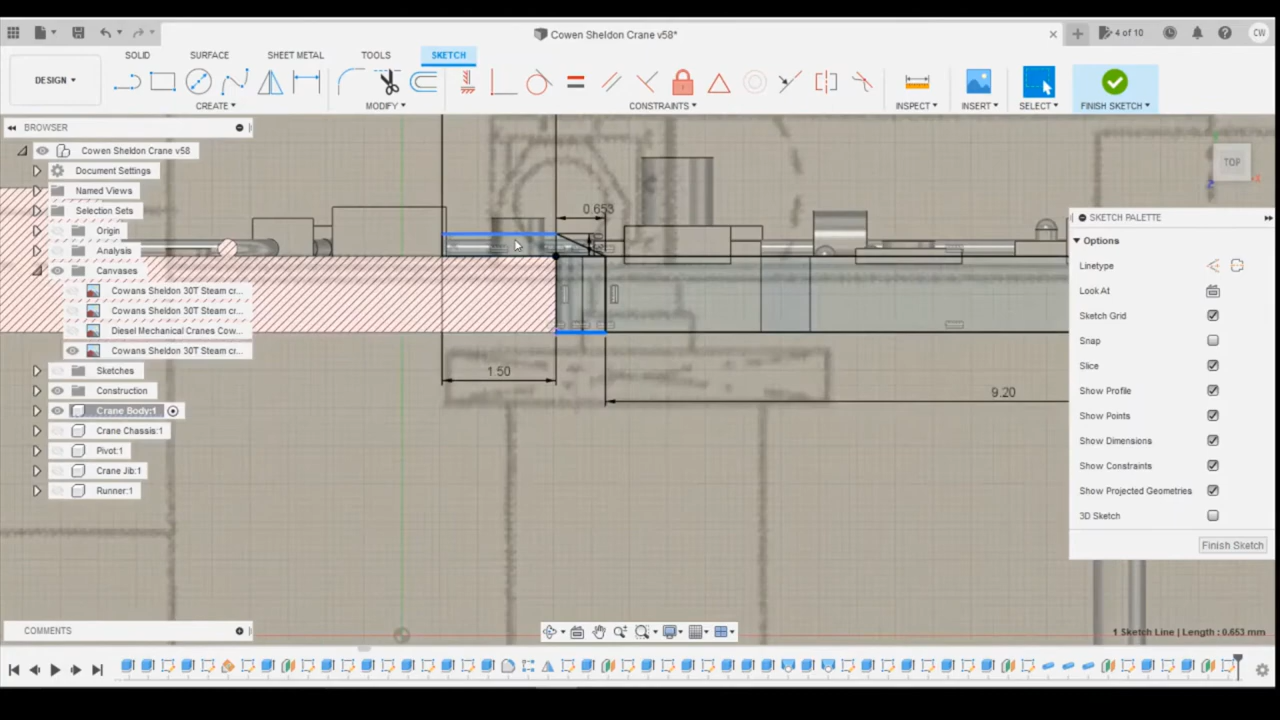 Cowen Sheldon Crane v58*
4 of 10
CW
DESIGN
SOLID
SURFACE
SHEET METAL
TOOLS
SKETCH
CREATE
MODIFY
CONSTRAINTS
INSPECT
INSERT
SELECT
FINISH SKETCH
BROWSER
Cowen Sheldon Crane v58
Document Settings
Named Views
Selection Sets
Origin
Analysis
Canvases
Cowans Sheldon 30T Steam cr...
Cowans Sheldon 30T Steam cr...
Diesel Mechanical Cranes Cow...
Cowans Sheldon 30T Steam cr...
Sketches
Construction
Crane Body:1
Crane Chassis:1
Pivot:1
Crane Jib:1
Runner:1
0.653
1.50
9.20
TOP
Z
X
SKETCH PALETTE
Options
Linetype
Look At
Sketch Grid
Snap
Slice
Show Profile
Show Points
Show Dimensions
Show Constraints
Show Projected Geometries
3D Sketch
Finish Sketch
COMMENTS
1 Sketch Line | Length : 0.653 mm